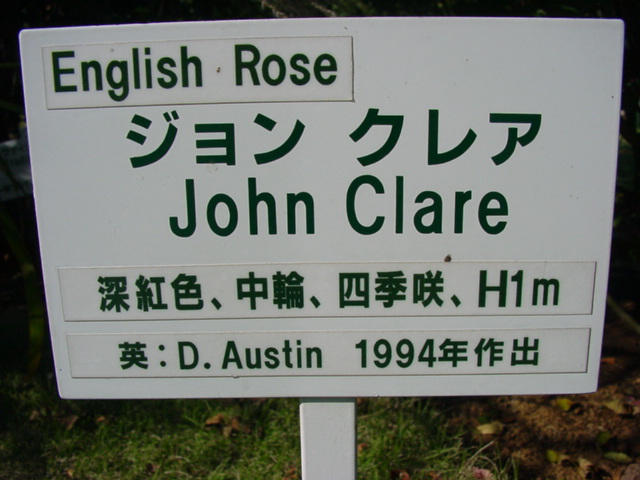 English Rose
ジョン クレア
John Clare
深紅色、中輪、四季咲、H1m
英：D. Austin 1994年作出